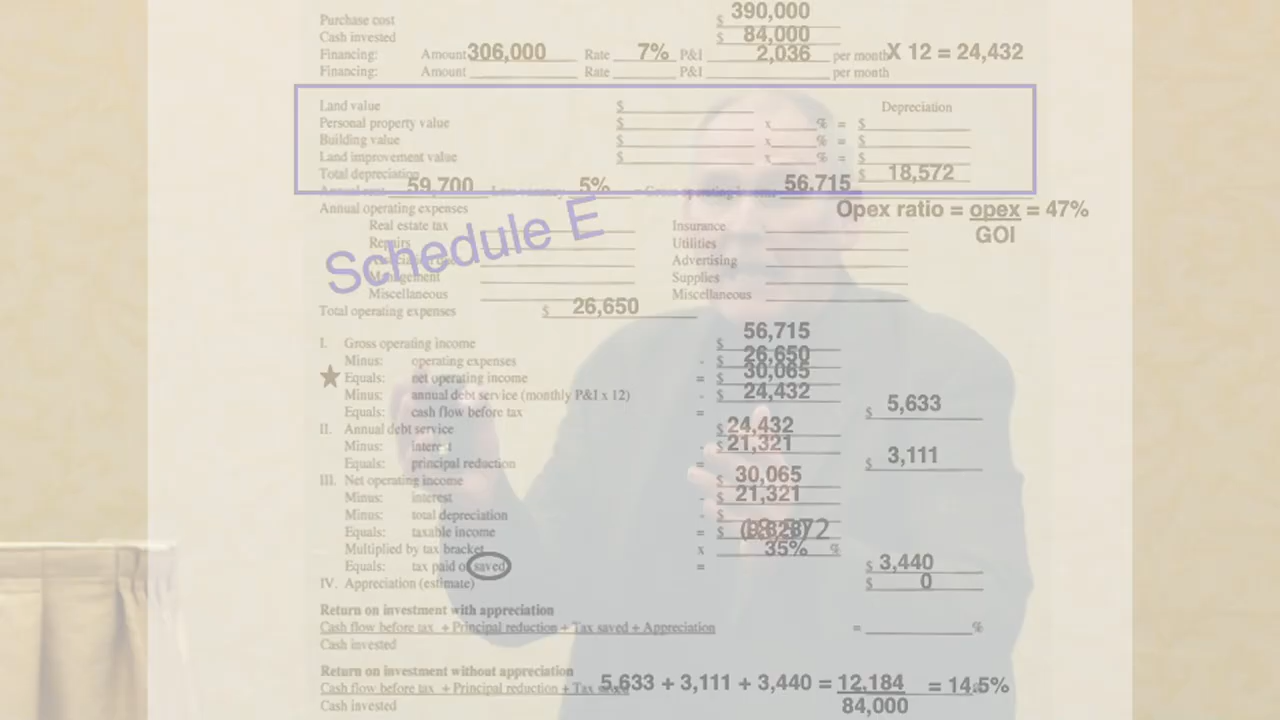 Purchase cost $ 390,000
Cash invested $ 84,000
Financing: Amount 306,000 Rate 7% P&I 2,036 per month X 12 = 24,432
Financing: Amount Rate P&I per month
Land value $ Depreciation
Personal property value $ x % = $
Building value $ x % = $
Land improvement value $ x % = $
Total depreciation $ 18,572
59,700 5% 56,715
Annual operating expenses Opex ratio = opex = 47%
GOI
Real estate tax Insurance
Repairs Utilities
Schedule E
Advertising
Management Supplies
Miscellaneous Miscellaneous
Total operating expenses $ 26,650
I. Gross operating income $ 56,715
Minus: operating expenses - $ 26,650
Equals: net operating income = $ 30,065
Minus: annual debt service (monthly P&I x 12) - $ 24,432
Equals: cash flow before tax = $ 5,633
II. Annual debt service $ 24,432
Minus: interest $ 21,321
Equals: principal reduction = $ 3,111
III. Net operating income $ 30,065
Minus: interest - $ 21,321
Minus: total depreciation - $
Equals: taxable income = $
Multiplied by tax bracket x 35% %
Equals: tax paid or saved = $ 3,440
IV. Appreciation (estimate) $ 0
Return on investment with appreciation
Cash flow before tax + Principal reduction + Tax saved + Appreciation = %
Cash invested
Return on investment without appreciation
Cash flow before tax + Principal reduction + Tax saved 5,633 + 3,111 + 3,440 = 12,184 = 14.5%
Cash invested 84,000